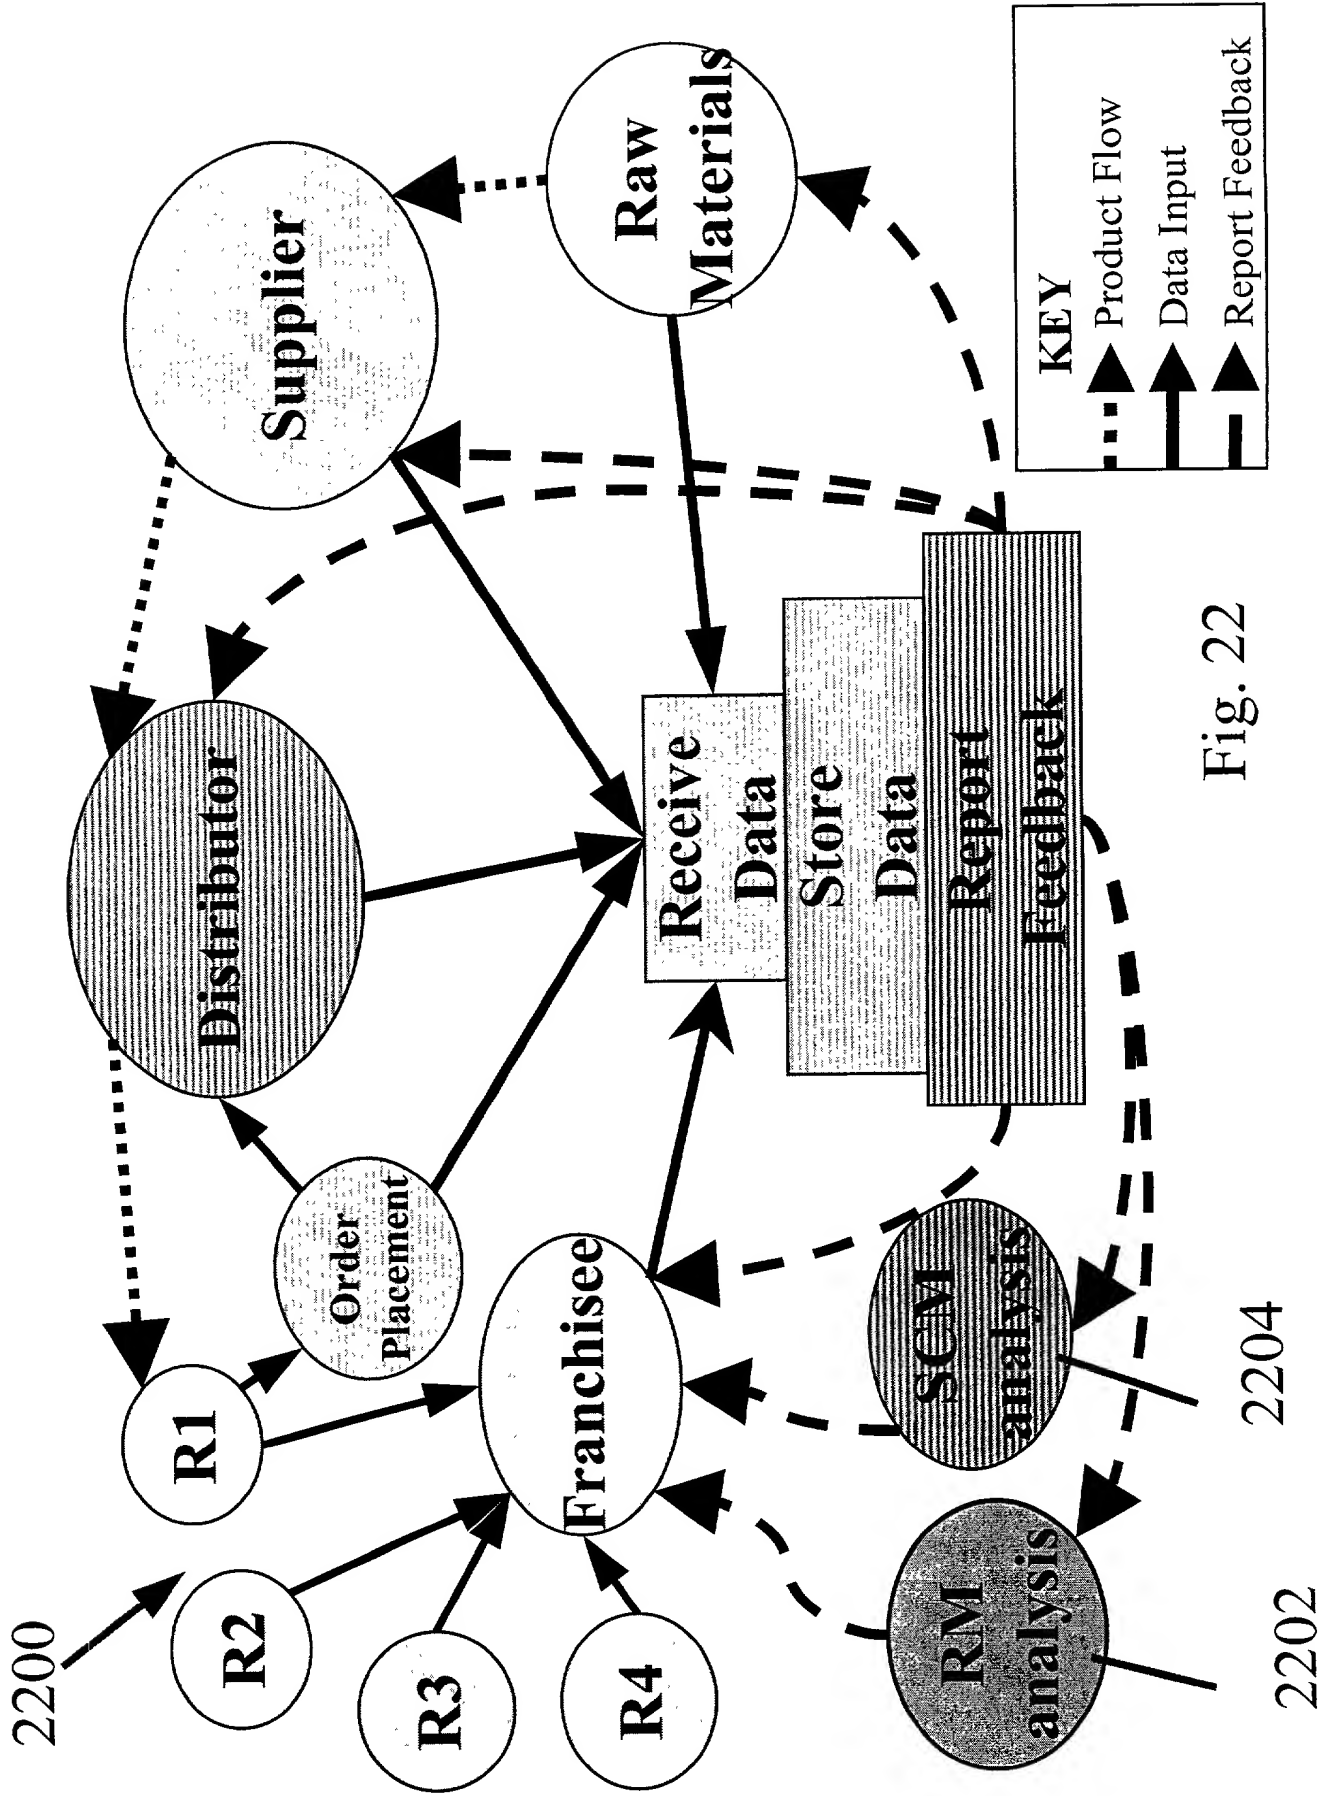 2200
R1
R2
R3
R4
Order
Placement
Franchisee
Distributor
Supplier
Raw
Materials
Receive
Data
Store
Data
Report
Feedback
SCM
analysis
RM
analysis
2204
2202
KEY
Product Flow
Data Input
Report Feedback
Fig. 22